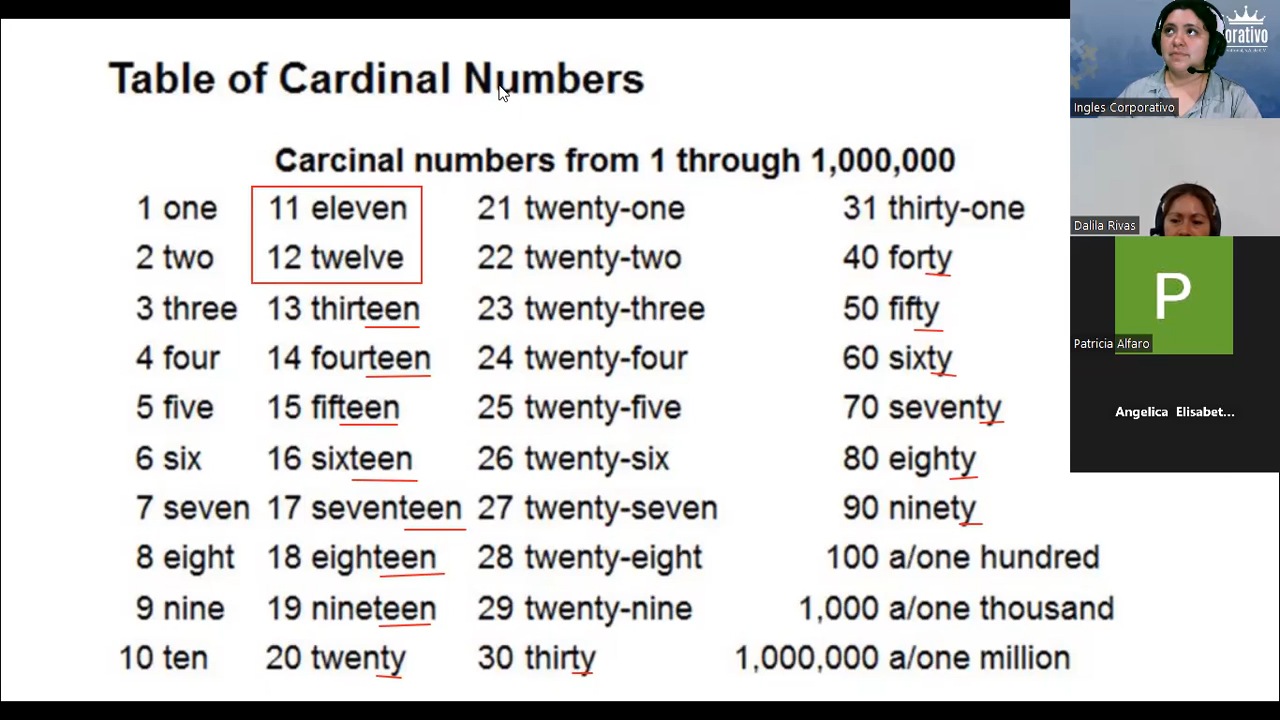 Table of Cardinal Numbers
Carcinal numbers from 1 through 1,000,000
1 one 11 eleven 21 twenty-one 31 thirty-one
2 two 12 twelve 22 twenty-two 40 forty
3 three 13 thirteen 23 twenty-three 50 fifty
4 four 14 fourteen 24 twenty-four 60 sixty
5 five 15 fifteen 25 twenty-five 70 seventy
6 six 16 sixteen 26 twenty-six 80 eighty
7 seven 17 seventeen 27 twenty-seven 90 ninety
8 eight 18 eighteen 28 twenty-eight 100 a/one hundred
9 nine 19 nineteen 29 twenty-nine 1,000 a/one thousand
10 ten 20 twenty 30 thirty 1,000,000 a/one million
orativo
Ingles Corporativo
Dalila Rivas
P
Patricia Alfaro
Angelica Elisabet...